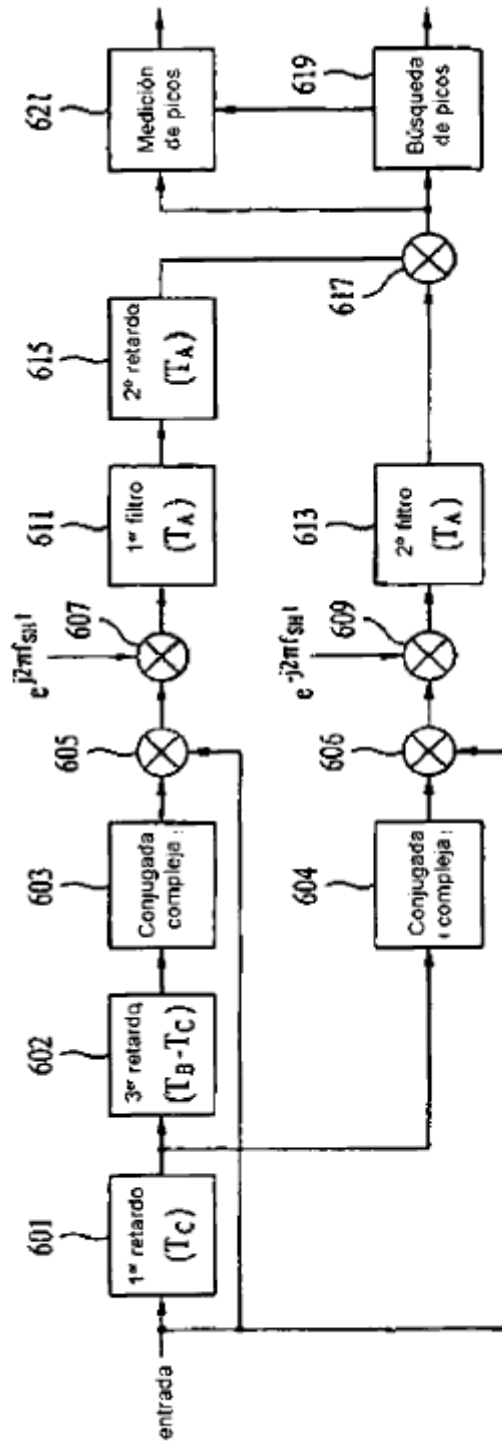 entrada
601
1er retardo
(TC)
602
3er retardo
(TB-TC)
603
Conjugada
compleja
605
ej2πfSHt
607
611
1er filtro
(TA)
615
2º retardo
(TA)
621
Medición
de picos
604
Conjugada
compleja
606
e-j2πfSHt
609
613
2º filtro
(TA)
617
619
Búsqueda
de picos